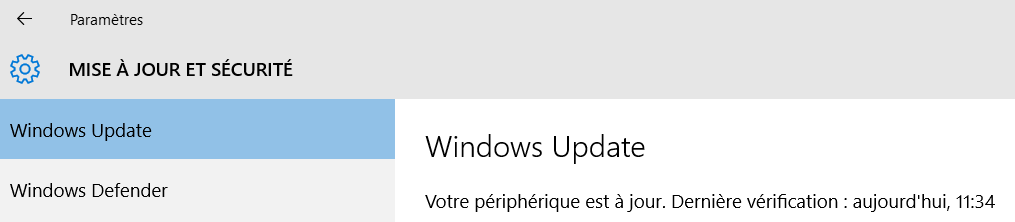 Paramètres
MISE À JOUR ET SÉCURITÉ
Windows Update
Windows Defender
Windows Update
Votre périphérique est à jour. Dernière vérification : aujourd'hui, 11:34